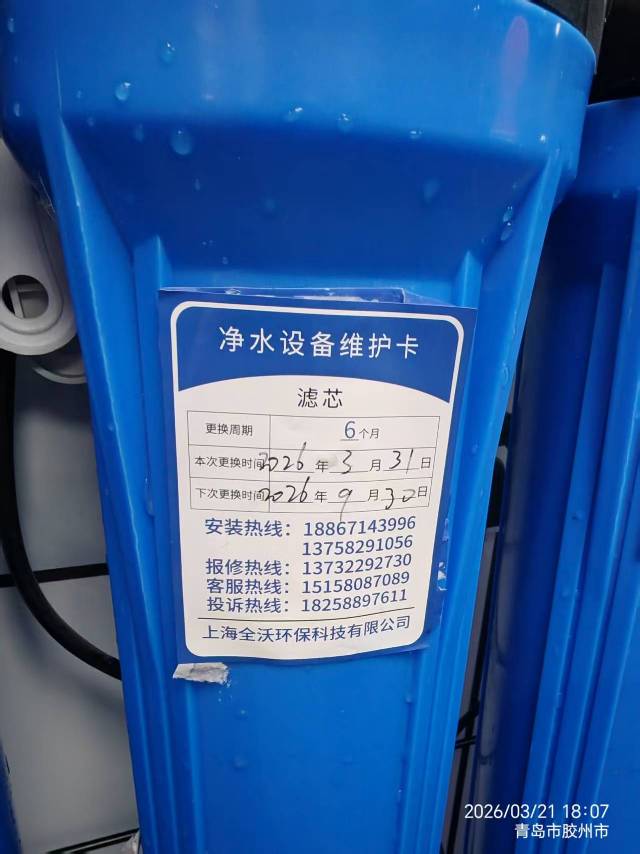 净水设备维护卡
滤芯
更换周期 6个月
本次更换时间 2026年3月31日
下次更换时间 2026年9月30日
安装热线：18867143996
13758291056
报修热线：13732292730
客服热线：15158087089
投诉热线：18258897611
上海全沃环保科技有限公司
2026/03/21 18:07
青岛市胶州市